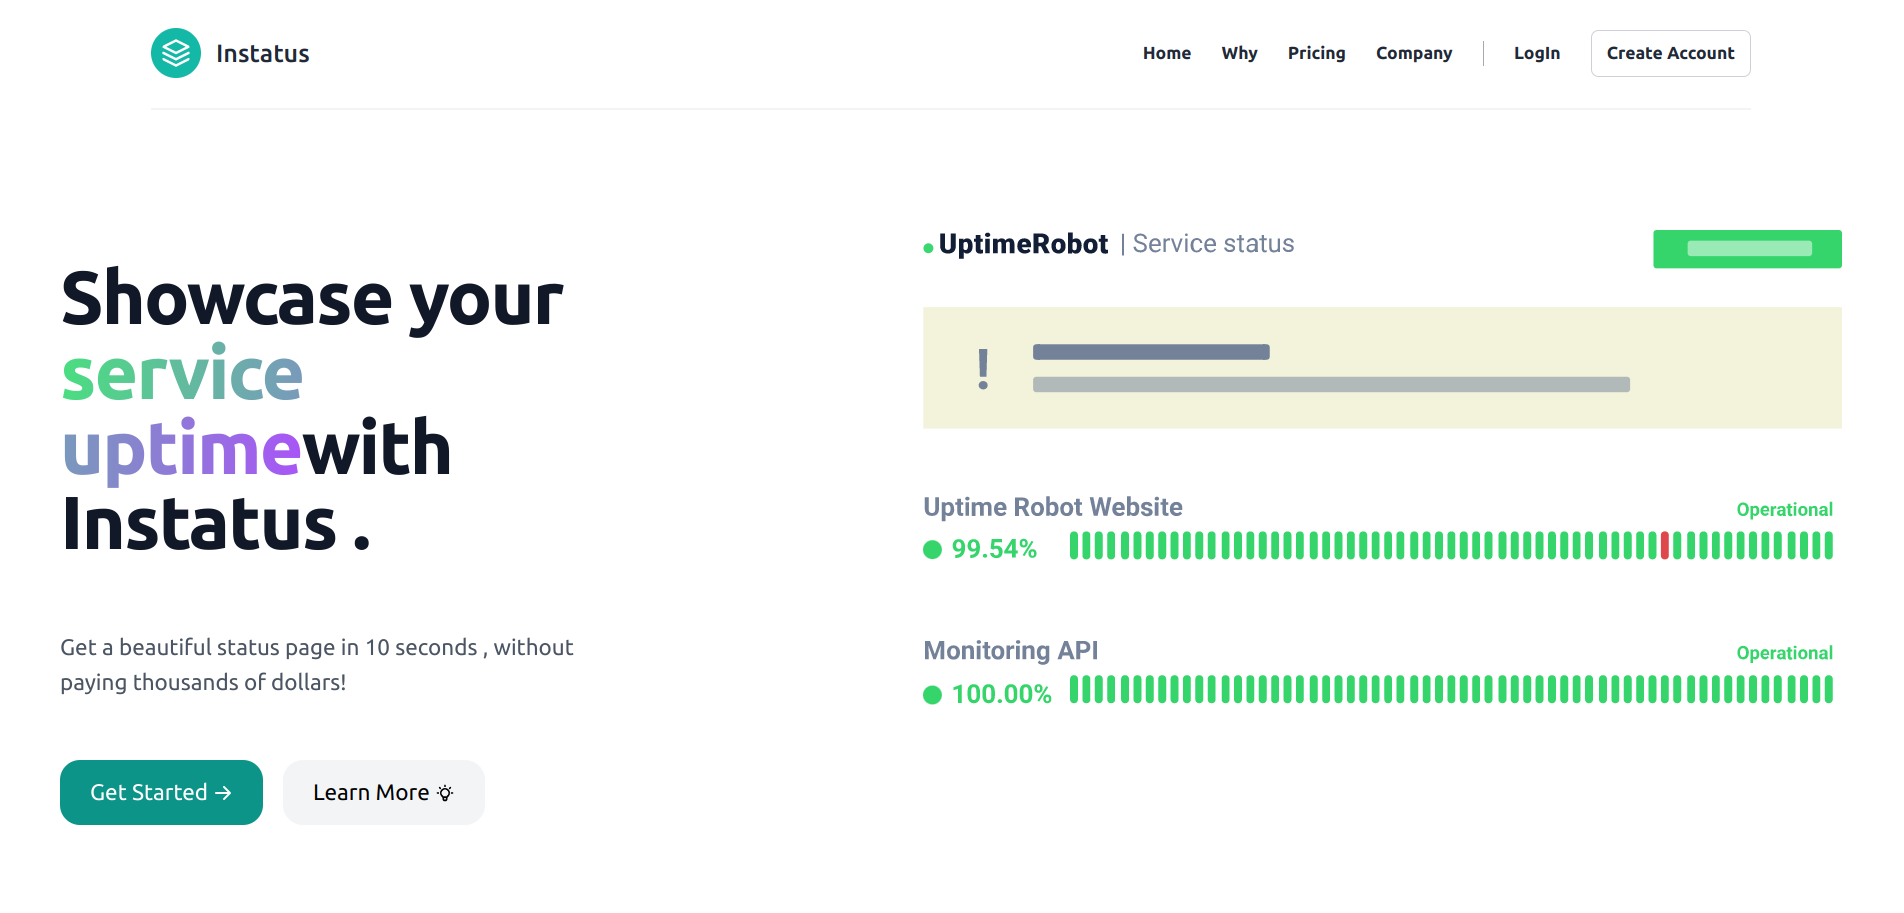 Instatus
Home Why Pricing Company LogIn Create Account
Showcase your
service
uptimewith
Instatus .
Get a beautiful status page in 10 seconds , without
paying thousands of dollars!
Get Started →
Learn More
UptimeRobot | Service status
!
Uptime Robot Website
Operational
99.54%
Monitoring API
Operational
100.00%